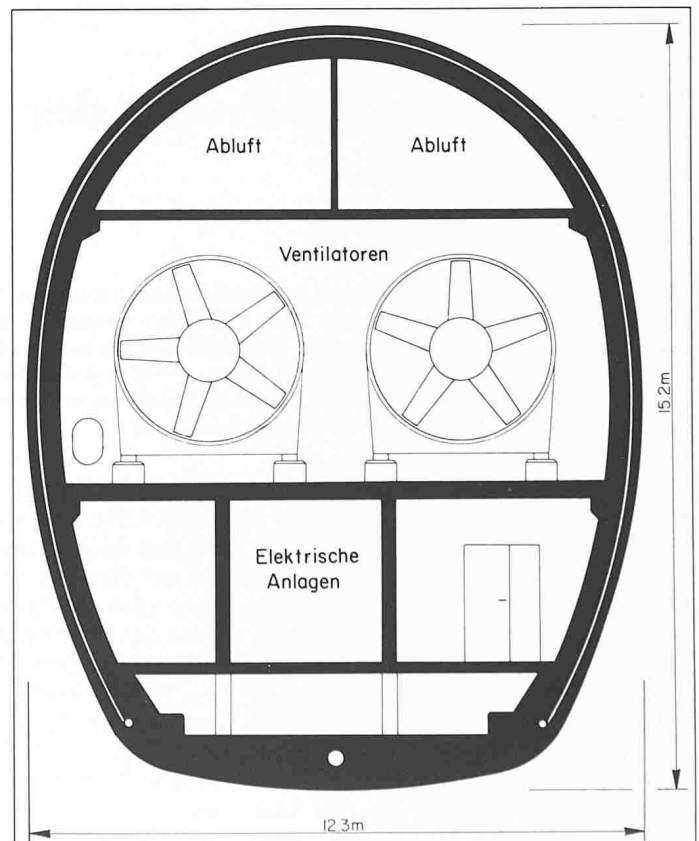 Abluft
Abluft
Ventilatoren
15.2m
Elektrische
Anlagen
12.3m